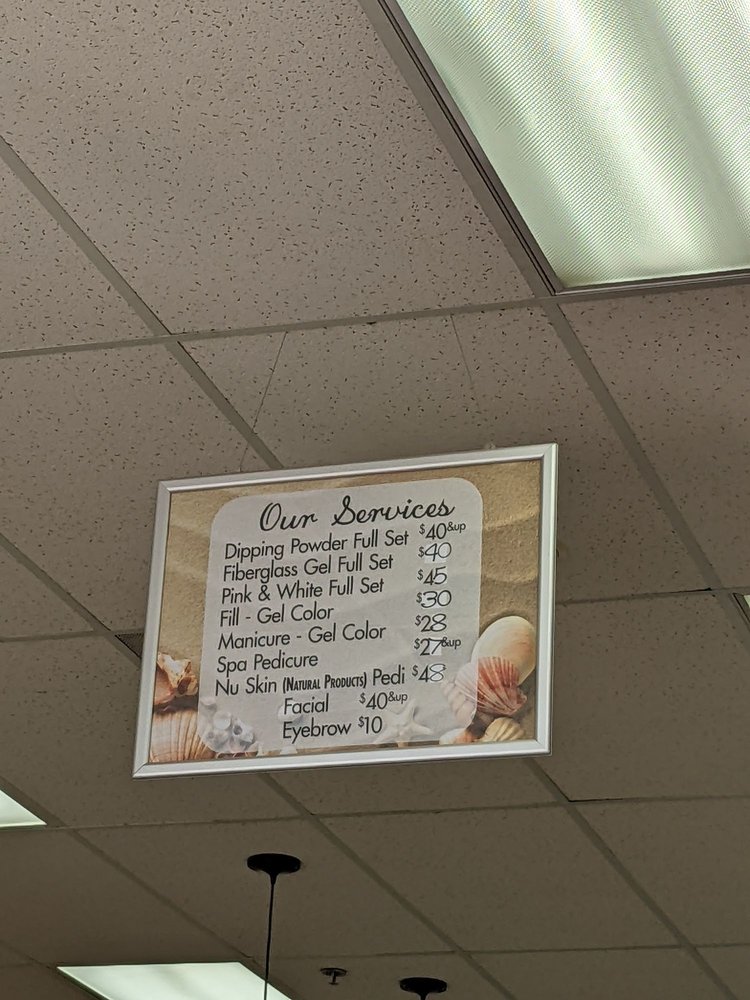 Our Services
Dipping Powder Full Set $40&up
Fiberglass Gel Full Set $40
Pink & White Full Set $45
Fill - Gel Color $30
Manicure - Gel Color $28
Spa Pedicure $27&up
Nu Skin (NATURAL PRODUCTS) Pedi $48
Facial $40&up
Eyebrow $10